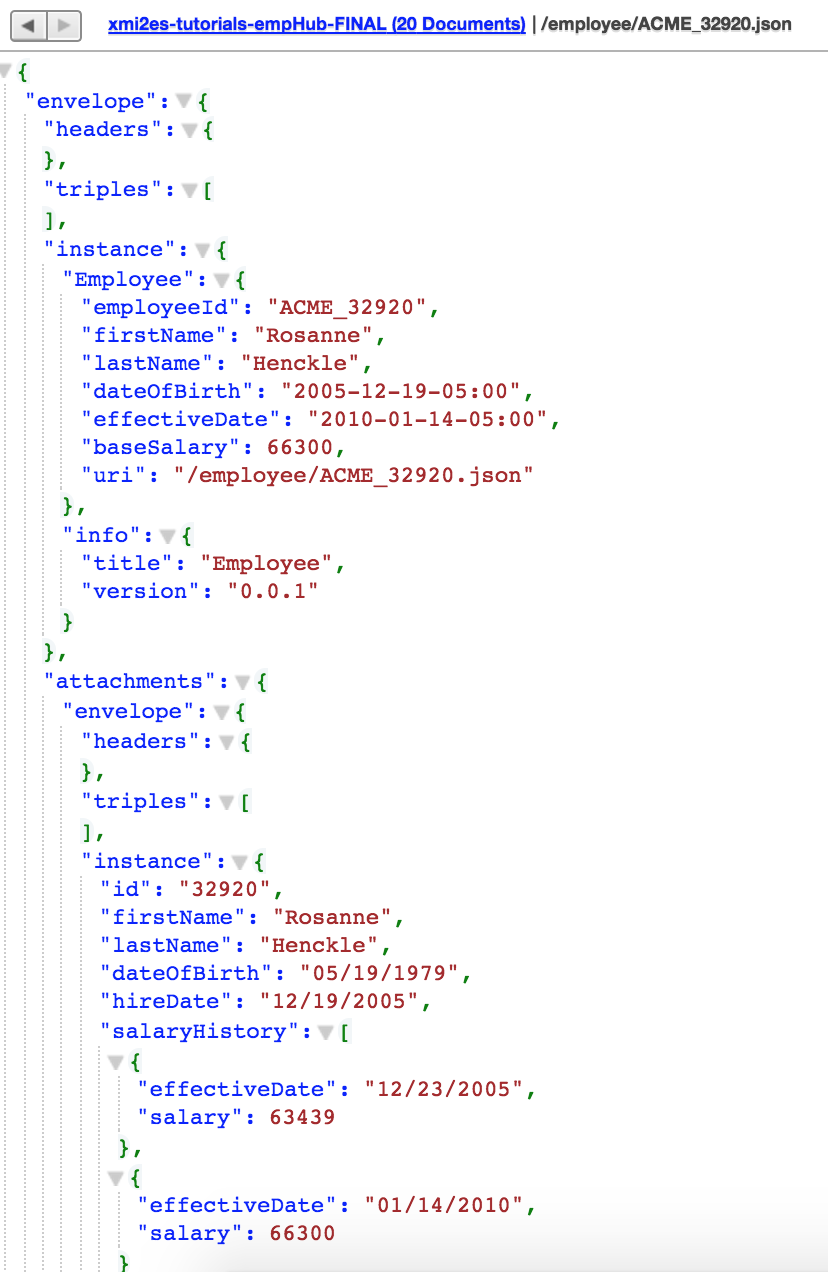 xmi2es-tutorials-empHub-FINAL (20 Documents) | /employee/ACME_32920.json
{
"envelope": {
"headers": {
},
"triples": [
],
"instance": {
"Employee": {
"employeeId": "ACME_32920",
"firstName": "Rosanne",
"lastName": "Henckle",
"dateOfBirth": "2005-12-19-05:00",
"effectiveDate": "2010-01-14-05:00",
"baseSalary": 66300,
"uri": "/employee/ACME_32920.json"
},
"info": {
"title": "Employee",
"version": "0.0.1"
}
},
"attachments": {
"envelope": {
"headers": {
},
"triples": [
],
"instance": {
"id": "32920",
"firstName": "Rosanne",
"lastName": "Henckle",
"dateOfBirth": "05/19/1979",
"hireDate": "12/19/2005",
"salaryHistory": [
{
"effectiveDate": "12/23/2005",
"salary": 63439
},
{
"effectiveDate": "01/14/2010",
"salary": 66300
}